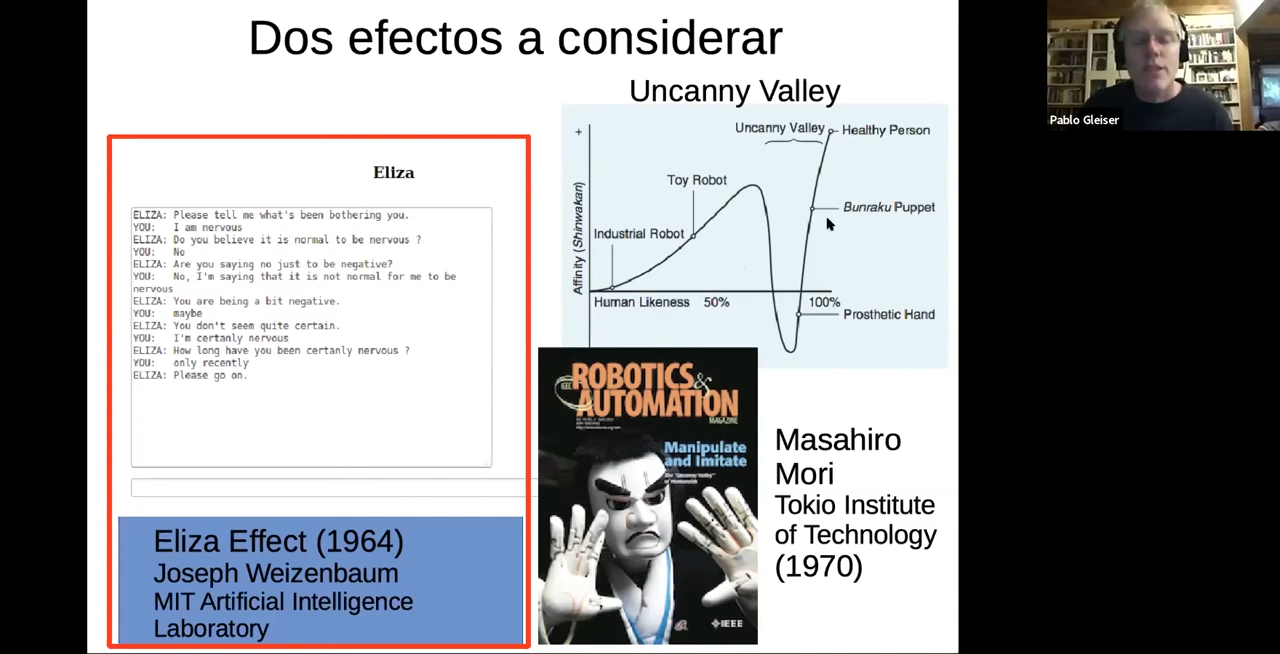 Dos efectos a considerar
Uncanny Valley
Pablo Gleiser
Eliza
ELIZA: Please tell me what's been bothering you.
YOU: I am nervous
ELIZA: Do you believe it is normal to be nervous ?
YOU: No
ELIZA: Are you saying no just to be negative?
YOU: No, I'm saying that it is not normal for me to be
nervous
ELIZA: You are being a bit negative.
YOU: maybe
ELIZA: You don't seem quite certain.
YOU: I'm certanly nervous
ELIZA: How long have you been certanly nervous ?
YOU: only recently
ELIZA: Please go on.
Eliza Effect (1964)
Joseph Weizenbaum
MIT Artificial Intelligence
Laboratory
+
Uncanny Valley
Healthy Person
Toy Robot
Bunraku Puppet
Industrial Robot
Affinity (Shinwakan)
Human Likeness 50% 100%
Prosthetic Hand
IEEE
ROBOTICS &
AUTOMATION
MAGAZINE
Manipulate
and Imitate
The "Uncanny Valley"
of Humanoids
IEEE
Masahiro
Mori
Tokio Institute
of Technology
(1970)